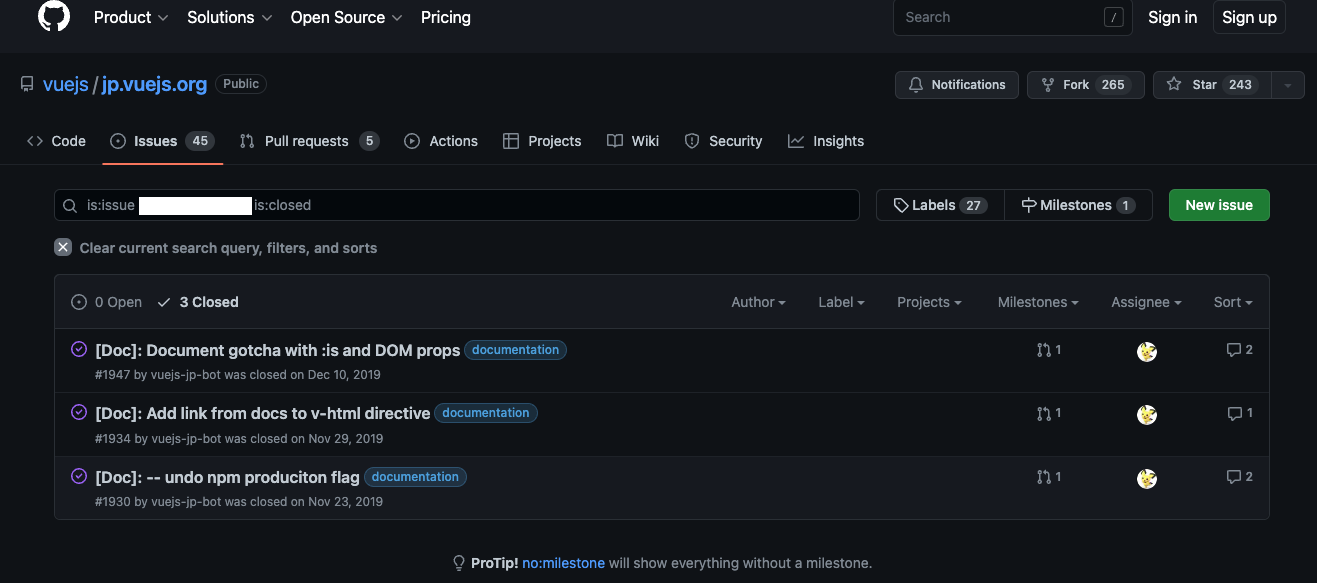 Product Solutions Open Source Pricing Search / Sign in Sign up
vuejs / jp.vuejs.org Public Notifications Fork 265 Star 243
Code Issues 45 Pull requests 5 Actions Projects Wiki Security Insights
is:issue is:closed Labels 27 Milestones 1 New issue
Clear current search query, filters, and sorts
0 Open 3 Closed Author Label Projects Milestones Assignee Sort
[Doc]: Document gotcha with :is and DOM props documentation 1 2
#1947 by vuejs-jp-bot was closed on Dec 10, 2019
[Doc]: Add link from docs to v-html directive documentation 1 1
#1934 by vuejs-jp-bot was closed on Nov 29, 2019
[Doc]: -- undo npm produciton flag documentation 1 2
#1930 by vuejs-jp-bot was closed on Nov 23, 2019
ProTip! no:milestone will show everything without a milestone.